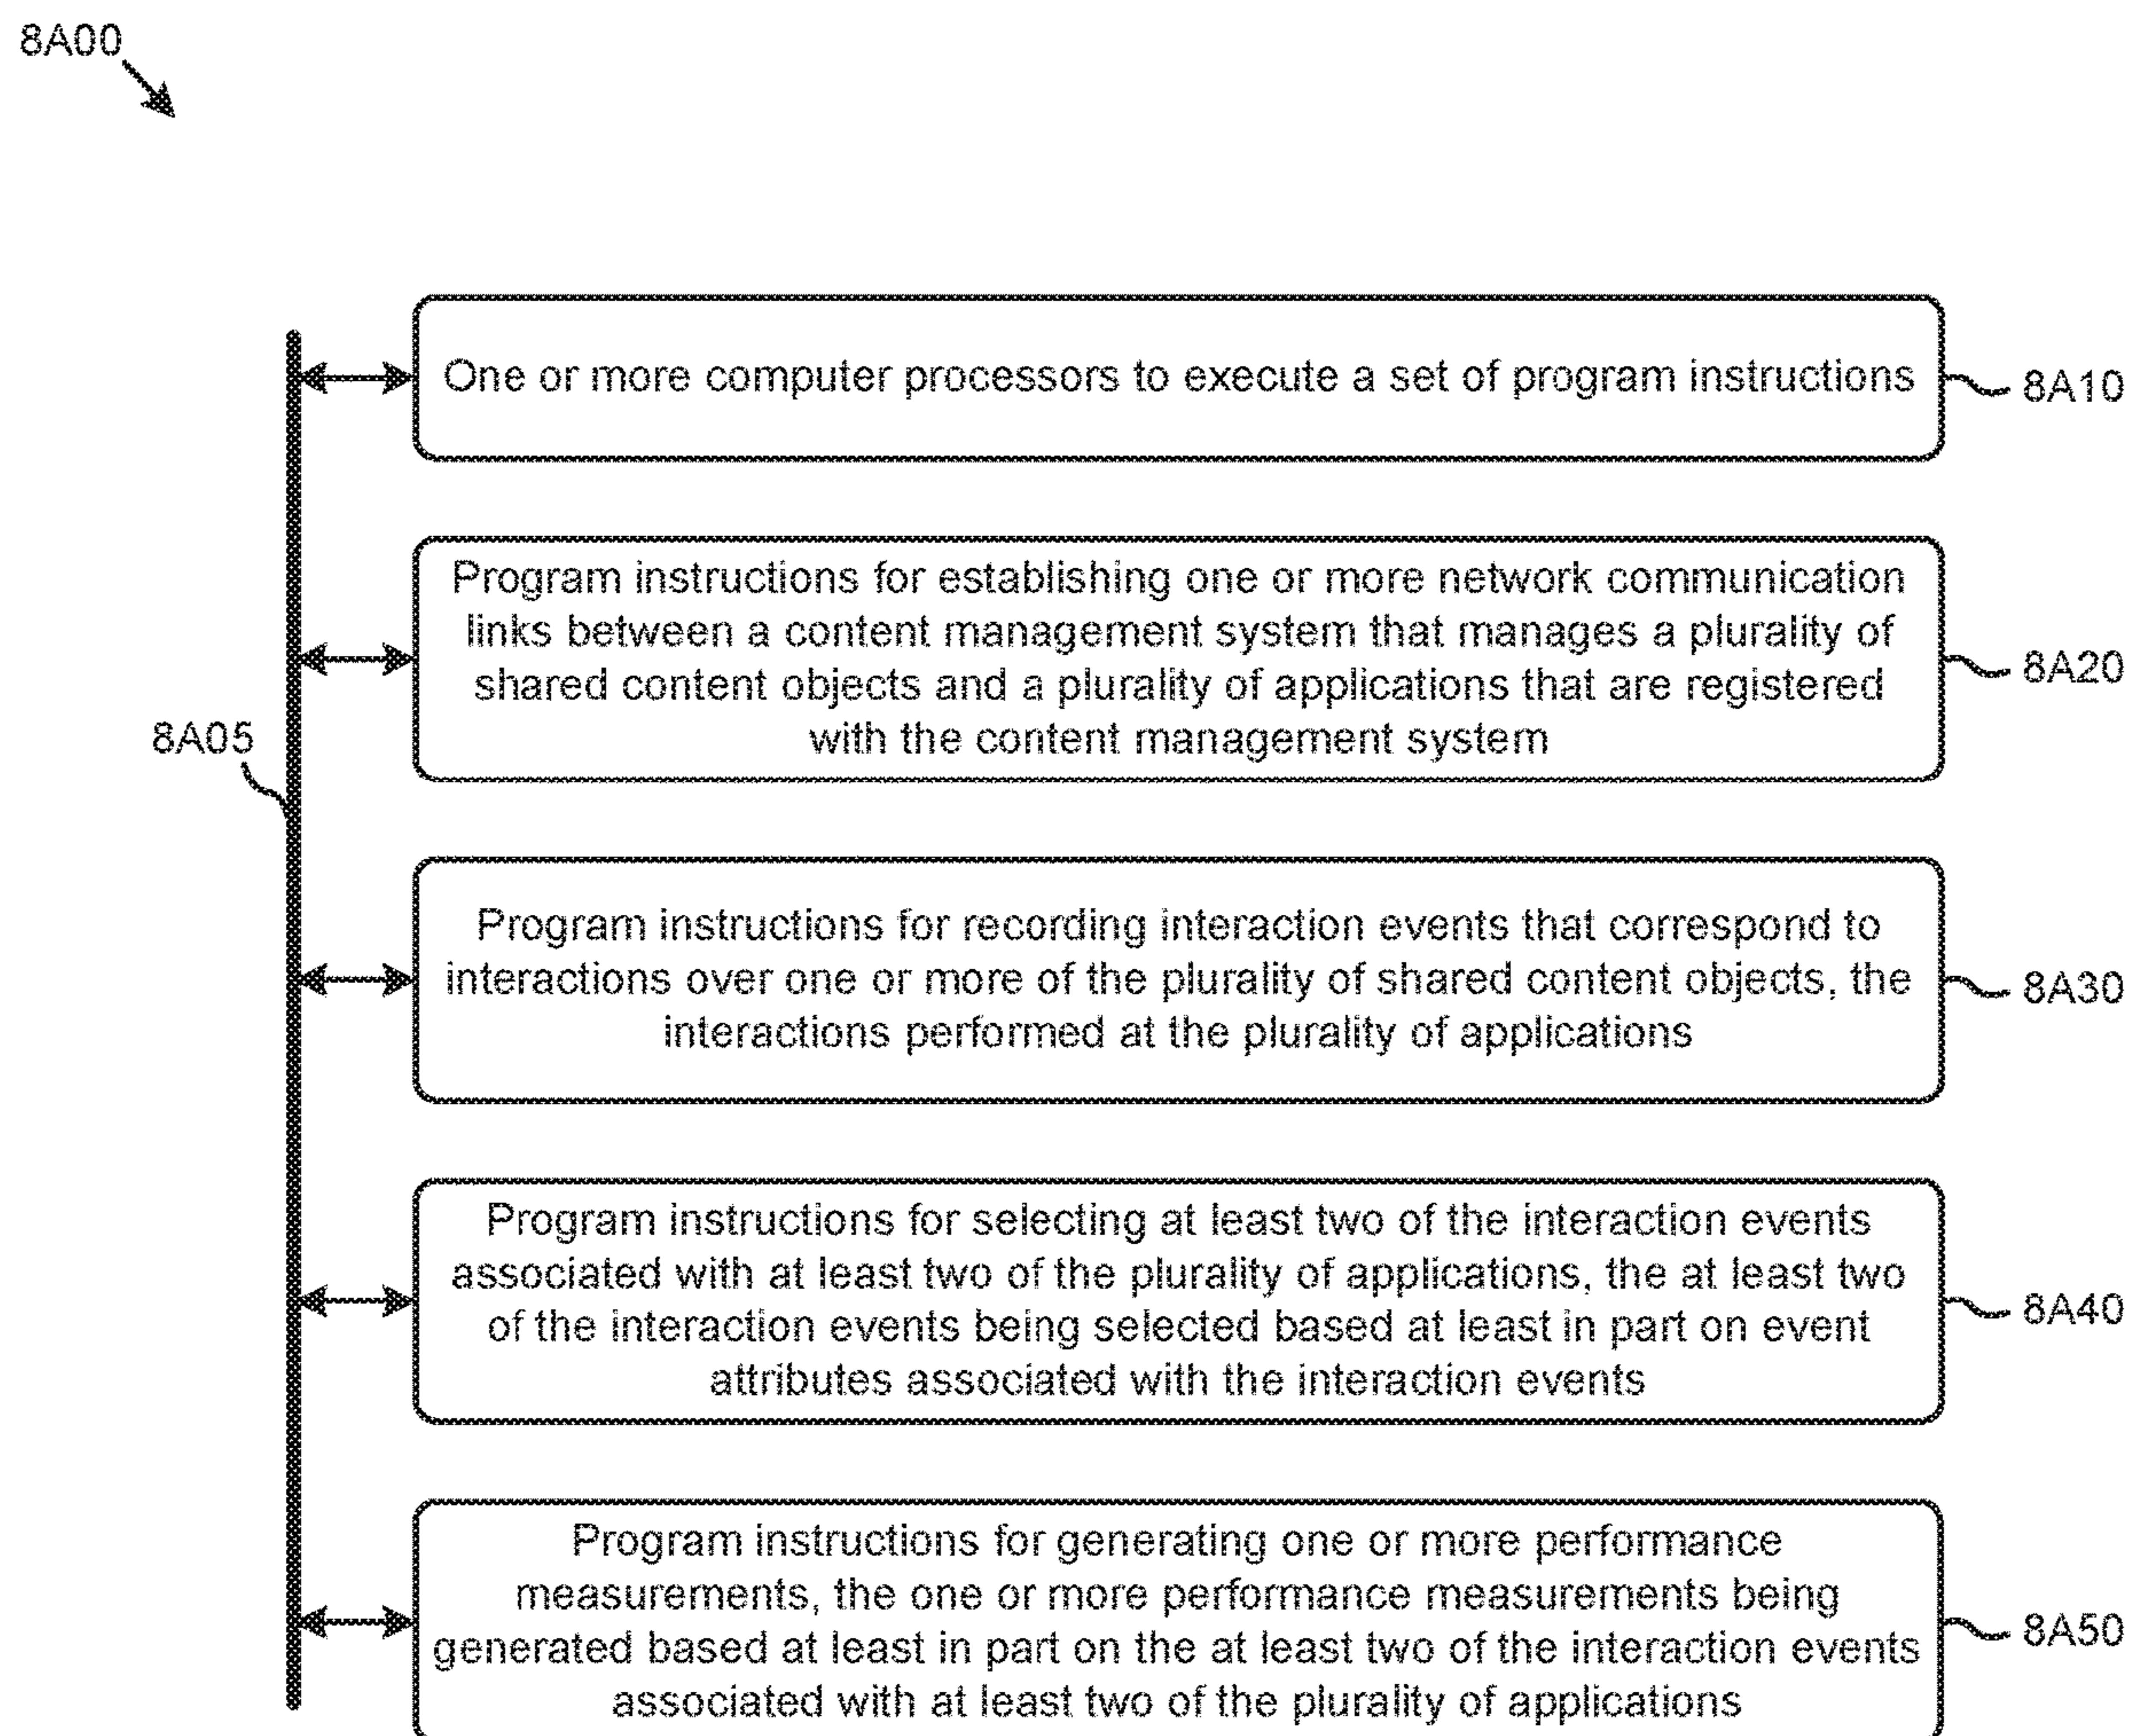 8A00
One or more computer processors to execute a set of program instructions
8A10
Program instructions for establishing one or more network communication
links between a content management system that manages a plurality of
shared content objects and a plurality of applications that are registered
with the content management system
8A20
8A05
Program instructions for recording interaction events that correspond to
interactions over one or more of the plurality of shared content objects, the
interactions performed at the plurality of applications
8A30
Program instructions for selecting at least two of the interaction events
associated with at least two of the plurality of applications, the at least two
of the interaction events being selected based at least in part on event
attributes associated with the interaction events
8A40
Program instructions for generating one or more performance
measurements, the one or more performance measurements being
generated based at least in part on the at least two of the interaction events
associated with at least two of the plurality of applications
8A50